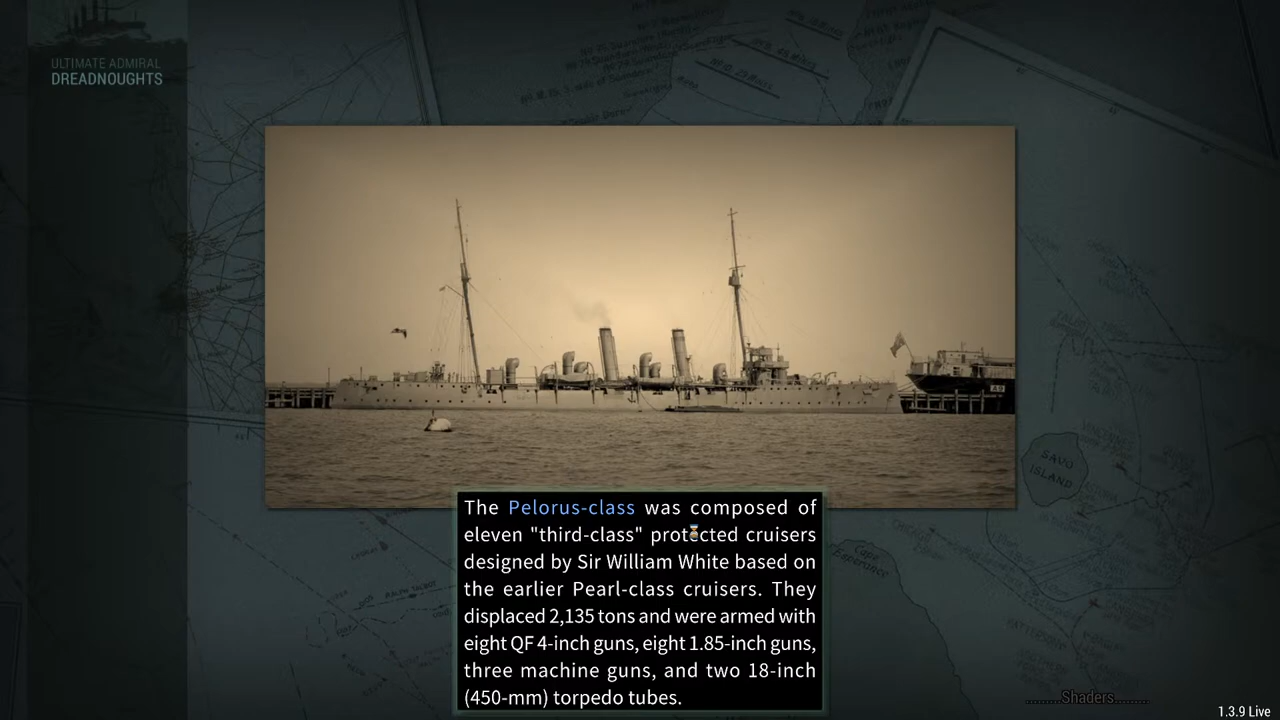 ULTIMATE ADMIRAL
DREADNOUGHTS
SAVO
ISLAND
Cape
Esperance
The Pelorus-class was composed of
eleven "third-class" protected cruisers
designed by Sir William White based on
the earlier Pearl-class cruisers. They
displaced 2,135 tons and were armed with
eight QF 4-inch guns, eight 1.85-inch guns,
three machine guns, and two 18-inch
(450-mm) torpedo tubes.
.........Shaders.........
1.3.9 Live